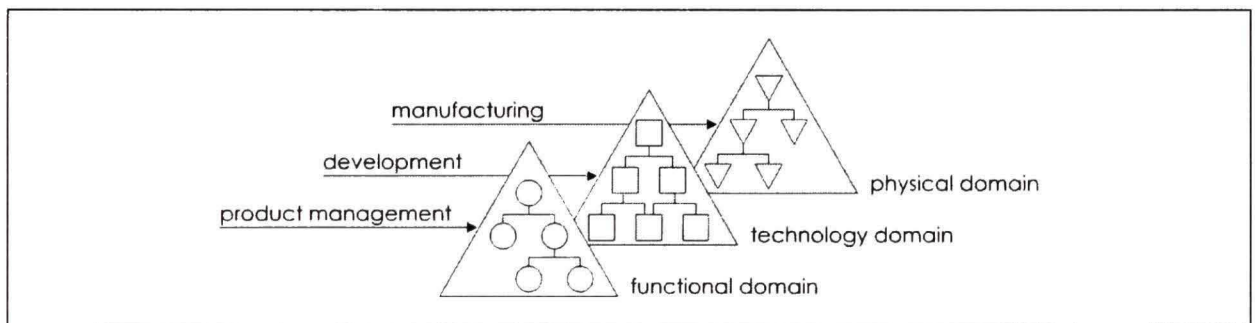 manufacturing
development
physical domain
product management
technology domain
functional domain